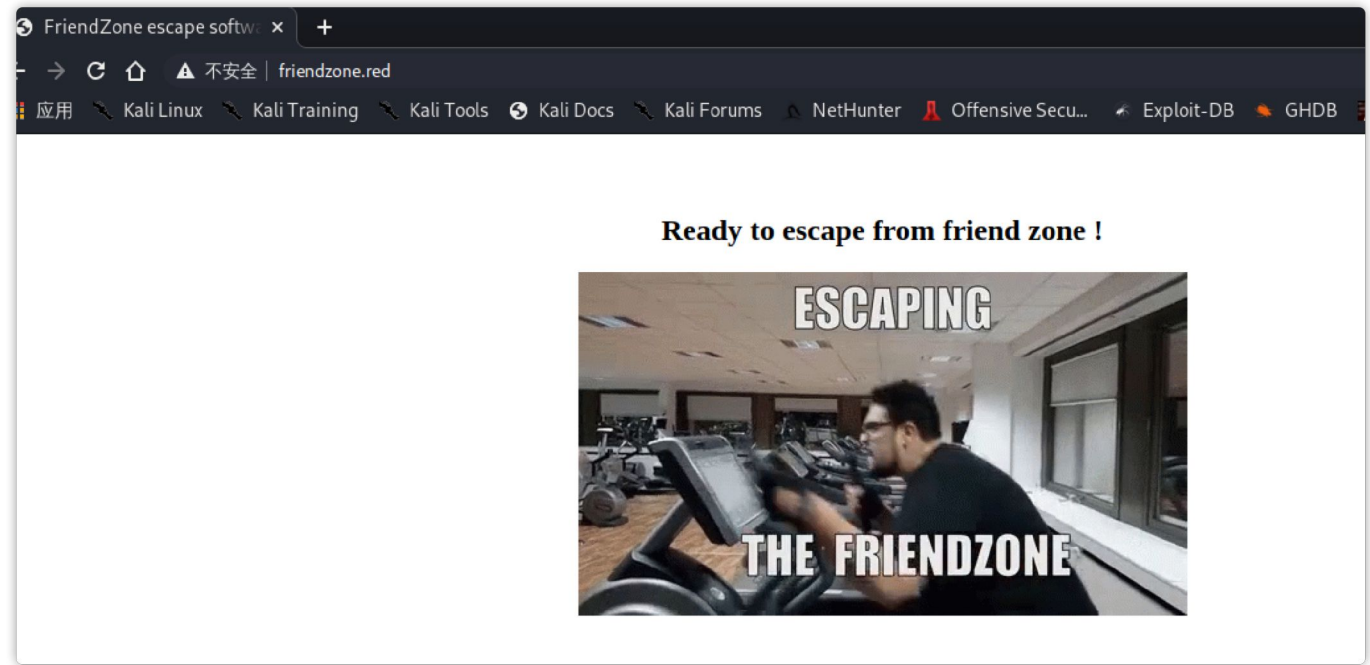 FriendZone escape softw
不安全 friendzone.red
应用 Kali Linux Kali Training Kali Tools Kali Docs Kali Forums NetHunter Offensive Secu... Exploit-DB GHDB
Ready to escape from friend zone !
ESCAPING
THE FRIENDZONE